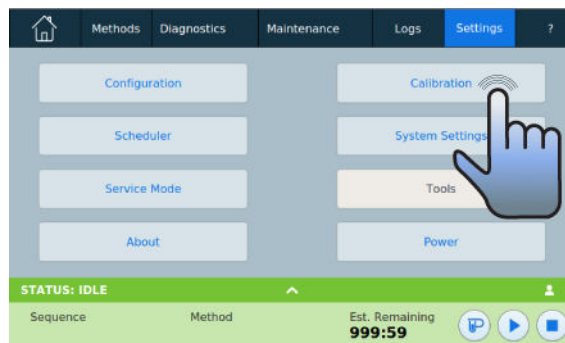 Methods Diagnostics Maintenance Logs Settings ?
Configuration Calibration
Scheduler System Settings
Service Mode Tools
About Power
STATUS: IDLE
Sequence Method Est. Remaining
999:59